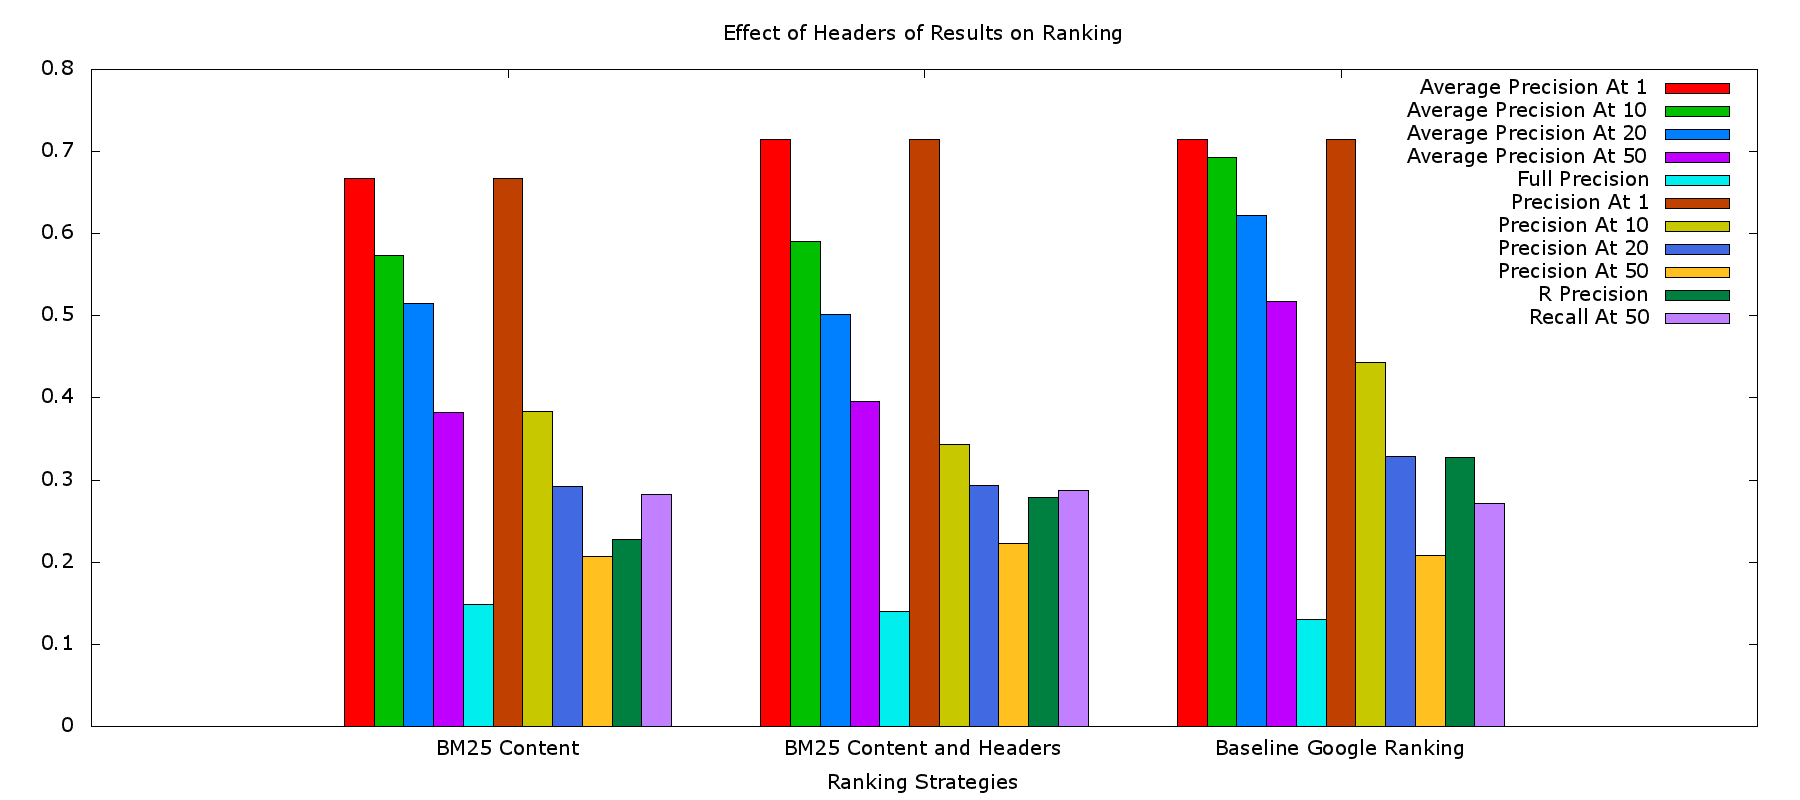 Effect of Headers of Results on Ranking
0.8
0.7
0.6
0.5
0.4
0.3
0.2
0.1
0
Average Precision At 1
Average Precision At 10
Average Precision At 20
Average Precision At 50
Full Precision
Precision At 1
Precision At 10
Precision At 20
Precision At 50
R Precision
Recall At 50
BM25 Content
BM25 Content and Headers
Baseline Google Ranking
Ranking Strategies